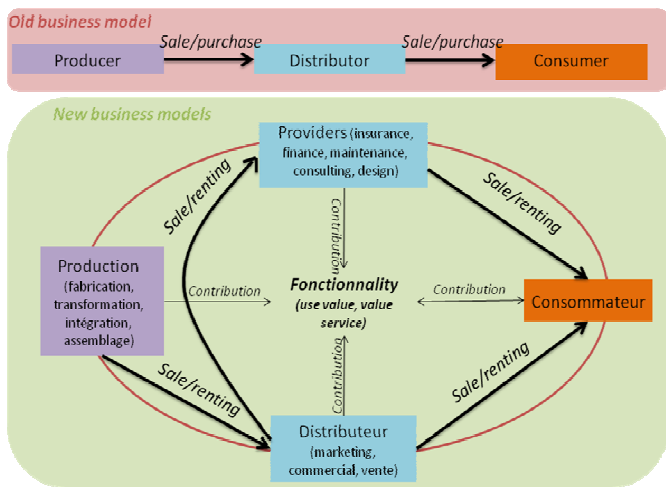 Old business model
Sale/purchase
Sale/purchase
Producer
Distributor
Consumer
New business models
Providers (insurance,
finance, maintenance,
consulting, design)
Sale/renting
Sale/renting
Contribution
Production
(fabrication,
transformation,
intégration,
assemblage)
Contribution
Fonctionnality
(use value, value
service)
Contribution
Consommateur
Contribution
Sale/renting
Sale/renting
Distributeur
(marketing,
commercial, vente)